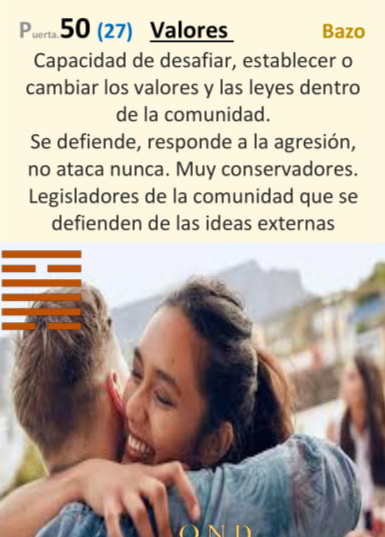 Puerta.50 (27) Valores Bazo
Capacidad de desafiar, establecer o
cambiar los valores y las leyes dentro
de la comunidad.
Se defiende, responde a la agresión,
no ataca nunca. Muy conservadores.
Legisladores de la comunidad que se
defienden de las ideas externas
OND